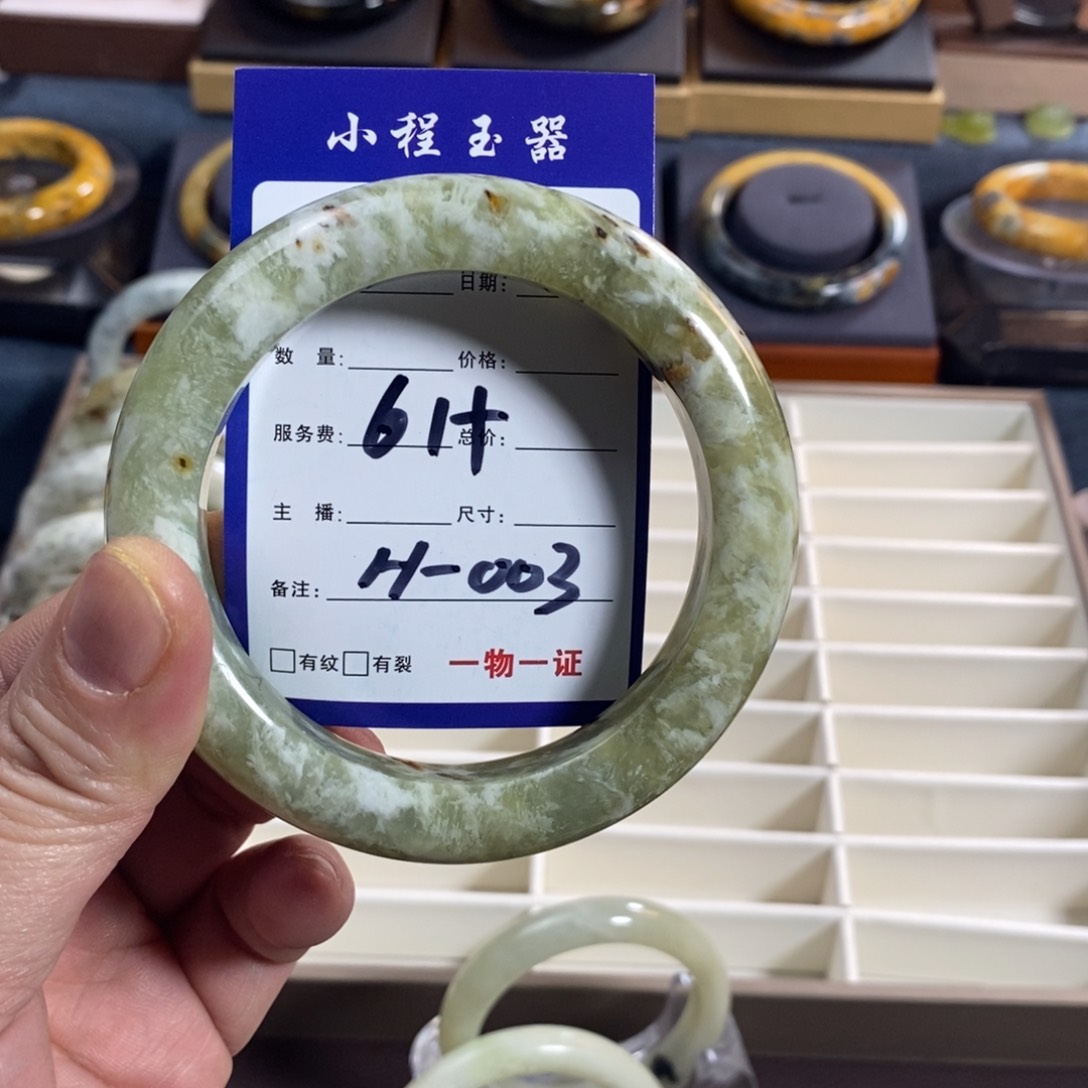 小程玉器
日期:
数 量: 价格:
服务费: 总价:
61+
主 播: 尺寸:
备注: H-003
□有纹□有裂 一物一证